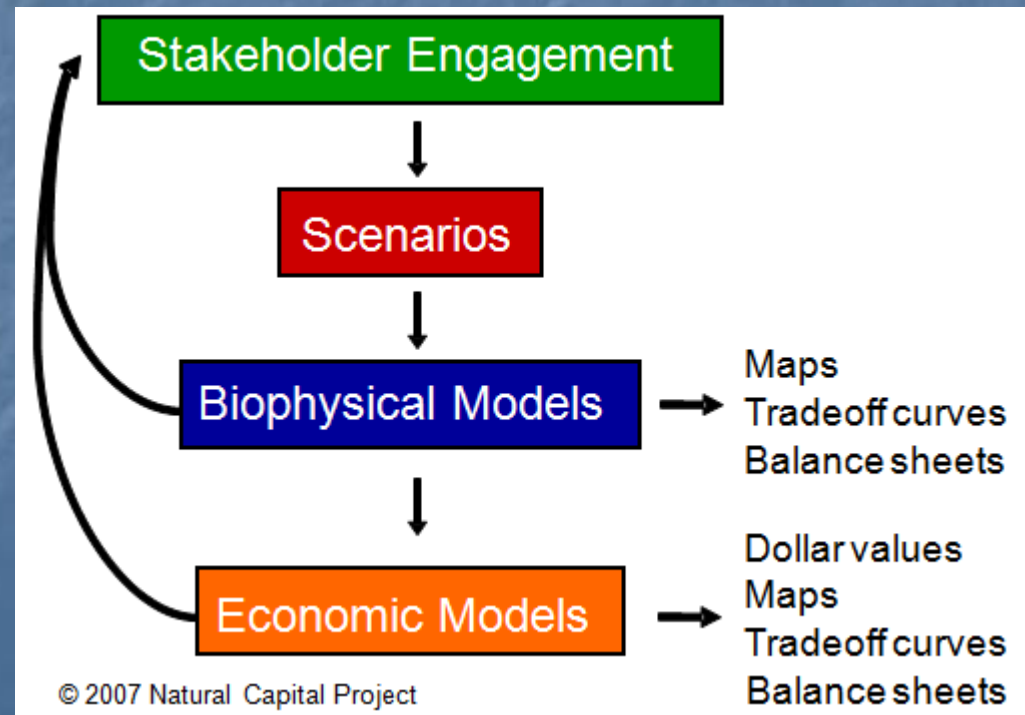 Stakeholder Engagement
Scenarios
Biophysical Models
Maps
Tradeoff curves
Balance sheets
Economic Models
Dollar values
Maps
Tradeoff curves
Balance sheets
© 2007 Natural Capital Project